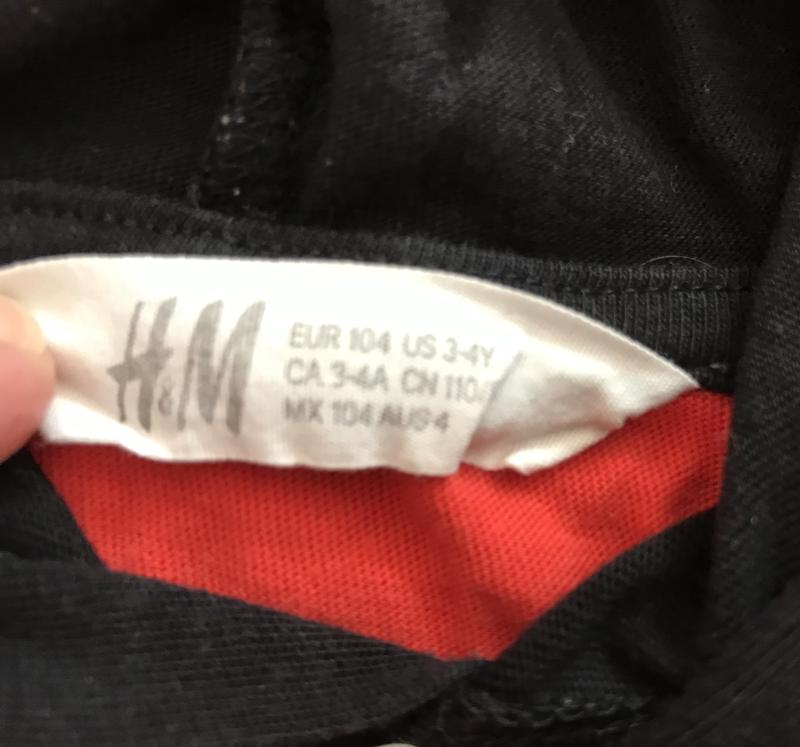 H&M
EUR 104 US 3-4Y
CA 3-4A CN 110/
MX 104 AUS 4